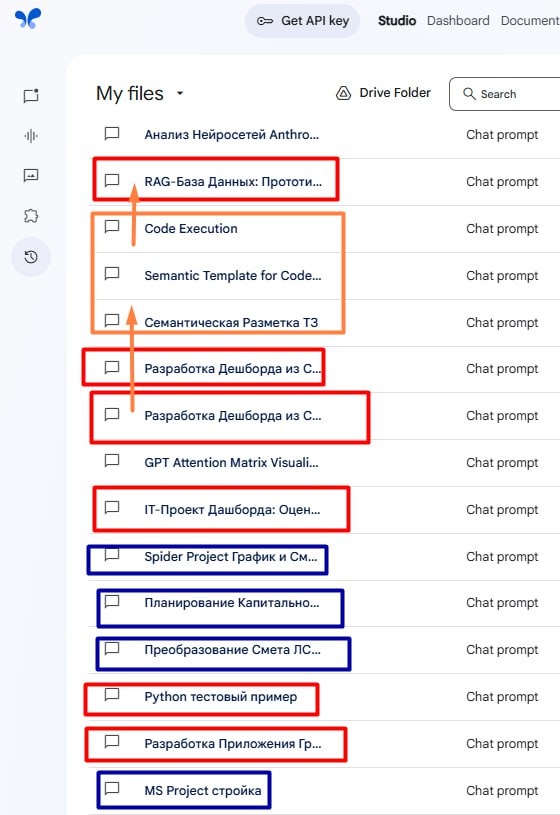 Get API key Studio Dashboard Document
My files Drive Folder Search
Анализ Нейросетей Anthro... Chat prompt
RAG-База Данных: Прототи... Chat prompt
Code Execution Chat prompt
Semantic Template for Code... Chat prompt
Семантическая Разметка ТЗ Chat prompt
Разработка Дешборда из С... Chat prompt
Разработка Дешборда из С... Chat prompt
GPT Attention Matrix Visuali... Chat prompt
IT-Проект Дашборда: Оцен... Chat prompt
Spider Project График и См... Chat prompt
Планирование Капитально... Chat prompt
Преобразование Смета ЛС... Chat prompt
Python тестовый пример Chat prompt
Разработка Приложения Гр... Chat prompt
MS Project стройка Chat prompt